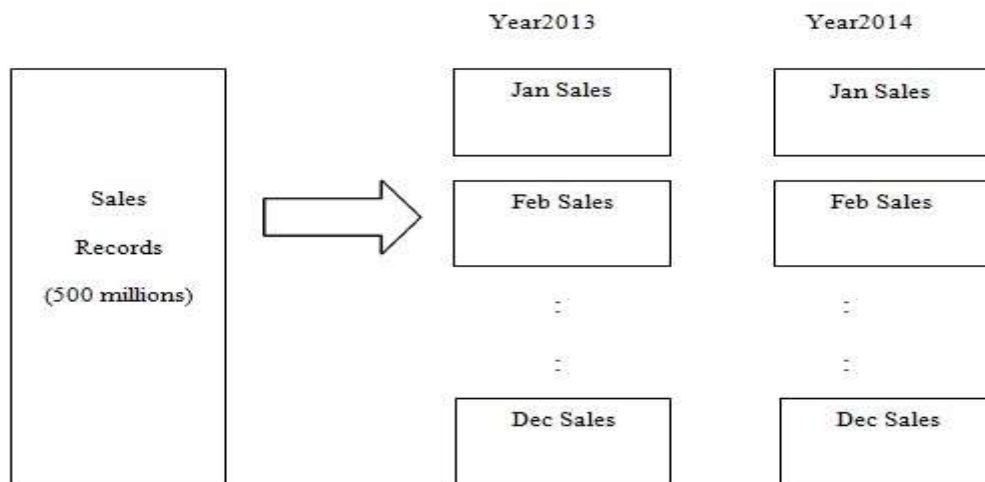 Year2013
Year2014
Sales
Records
(500 millions)
Jan Sales
Feb Sales
:
:
Dec Sales
Jan Sales
Feb Sales
:
:
Dec Sales